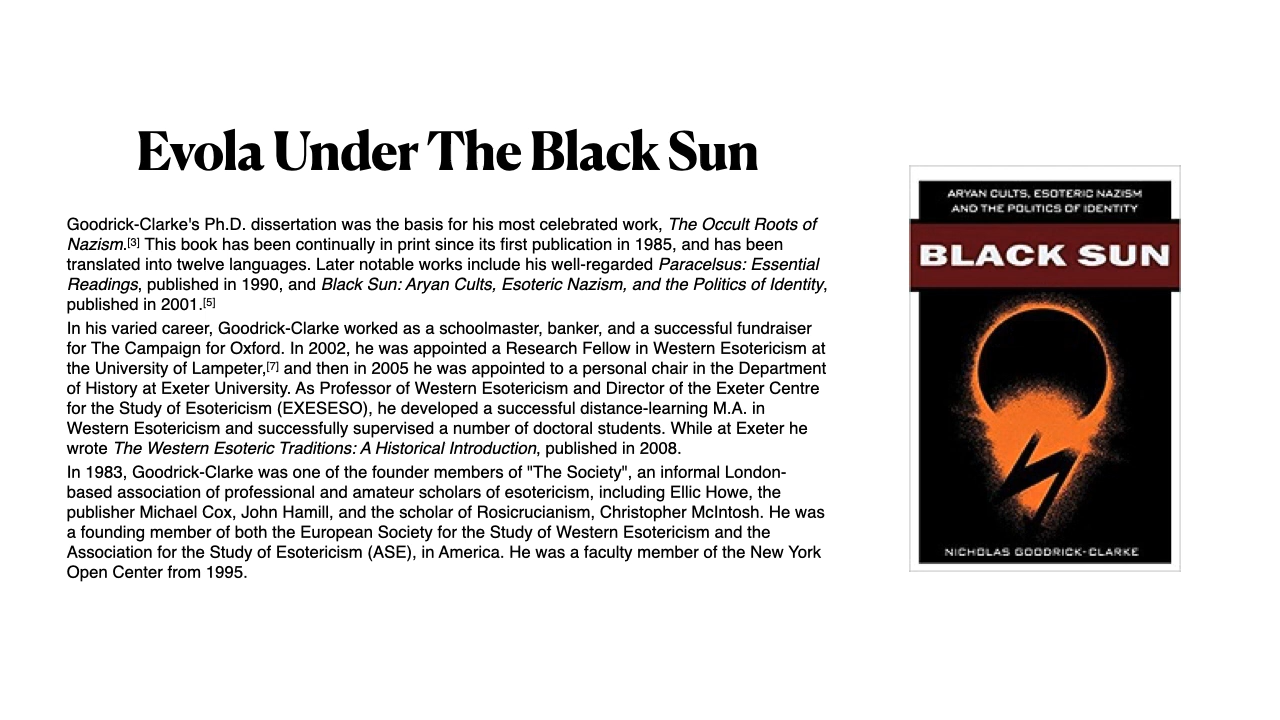 Evola Under The Black Sun
Goodrick-Clarke's Ph.D. dissertation was the basis for his most celebrated work, The Occult Roots of
Nazism.[3] This book has been continually in print since its first publication in 1985, and has been
translated into twelve languages. Later notable works include his well-regarded Paracelsus: Essential
Readings, published in 1990, and Black Sun: Aryan Cults, Esoteric Nazism, and the Politics of Identity,
published in 2001.[5]
In his varied career, Goodrick-Clarke worked as a schoolmaster, banker, and a successful fundraiser
for The Campaign for Oxford. In 2002, he was appointed a Research Fellow in Western Esotericism at
the University of Lampeter,[7] and then in 2005 he was appointed to a personal chair in the Department
of History at Exeter University. As Professor of Western Esotericism and Director of the Exeter Centre
for the Study of Esotericism (EXESESO), he developed a successful distance-learning M.A. in
Western Esotericism and successfully supervised a number of doctoral students. While at Exeter he
wrote The Western Esoteric Traditions: A Historical Introduction, published in 2008.
In 1983, Goodrick-Clarke was one of the founder members of "The Society", an informal London-
based association of professional and amateur scholars of esotericism, including Ellic Howe, the
publisher Michael Cox, John Hamill, and the scholar of Rosicrucianism, Christopher McIntosh. He was
a founding member of both the European Society for the Study of Western Esotericism and the
Association for the Study of Esotericism (ASE), in America. He was a faculty member of the New York
Open Center from 1995.
ARYAN CULTS, ESOTERIC NAZISM
AND THE POLITICS OF IDENTITY
BLACK SUN
NICHOLAS GOODRICK-CLARKE